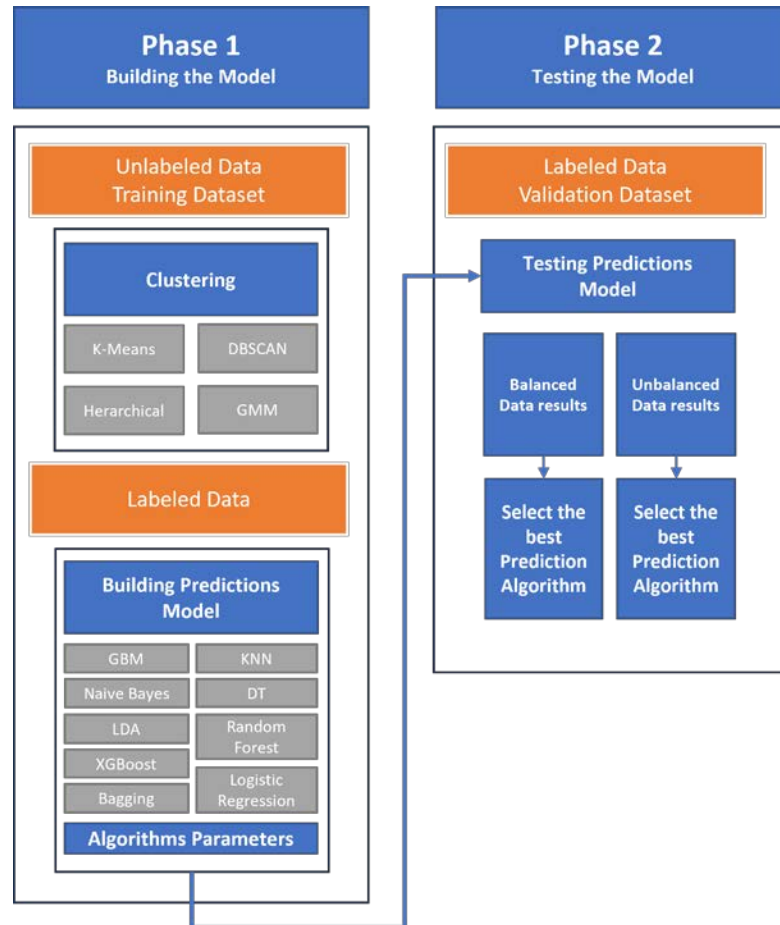 Phase 1
Building the Model
Unlabeled Data
Training Dataset
Clustering
K-Means
DBSCAN
Herarchical
GMM
Labeled Data
Building Predictions
Model
GBM
KNN
Naive Bayes
DT
LDA
Random
Forest
XGBoost
Logistic
Regression
Bagging
Algorithms Parameters
Phase 2
Testing the Model
Labeled Data
Validation Dataset
Testing Predictions
Model
Balanced
Data results
Unbalanced
Data results
Select the
best
Prediction
Algorithm
Select the
best
Prediction
Algorithm